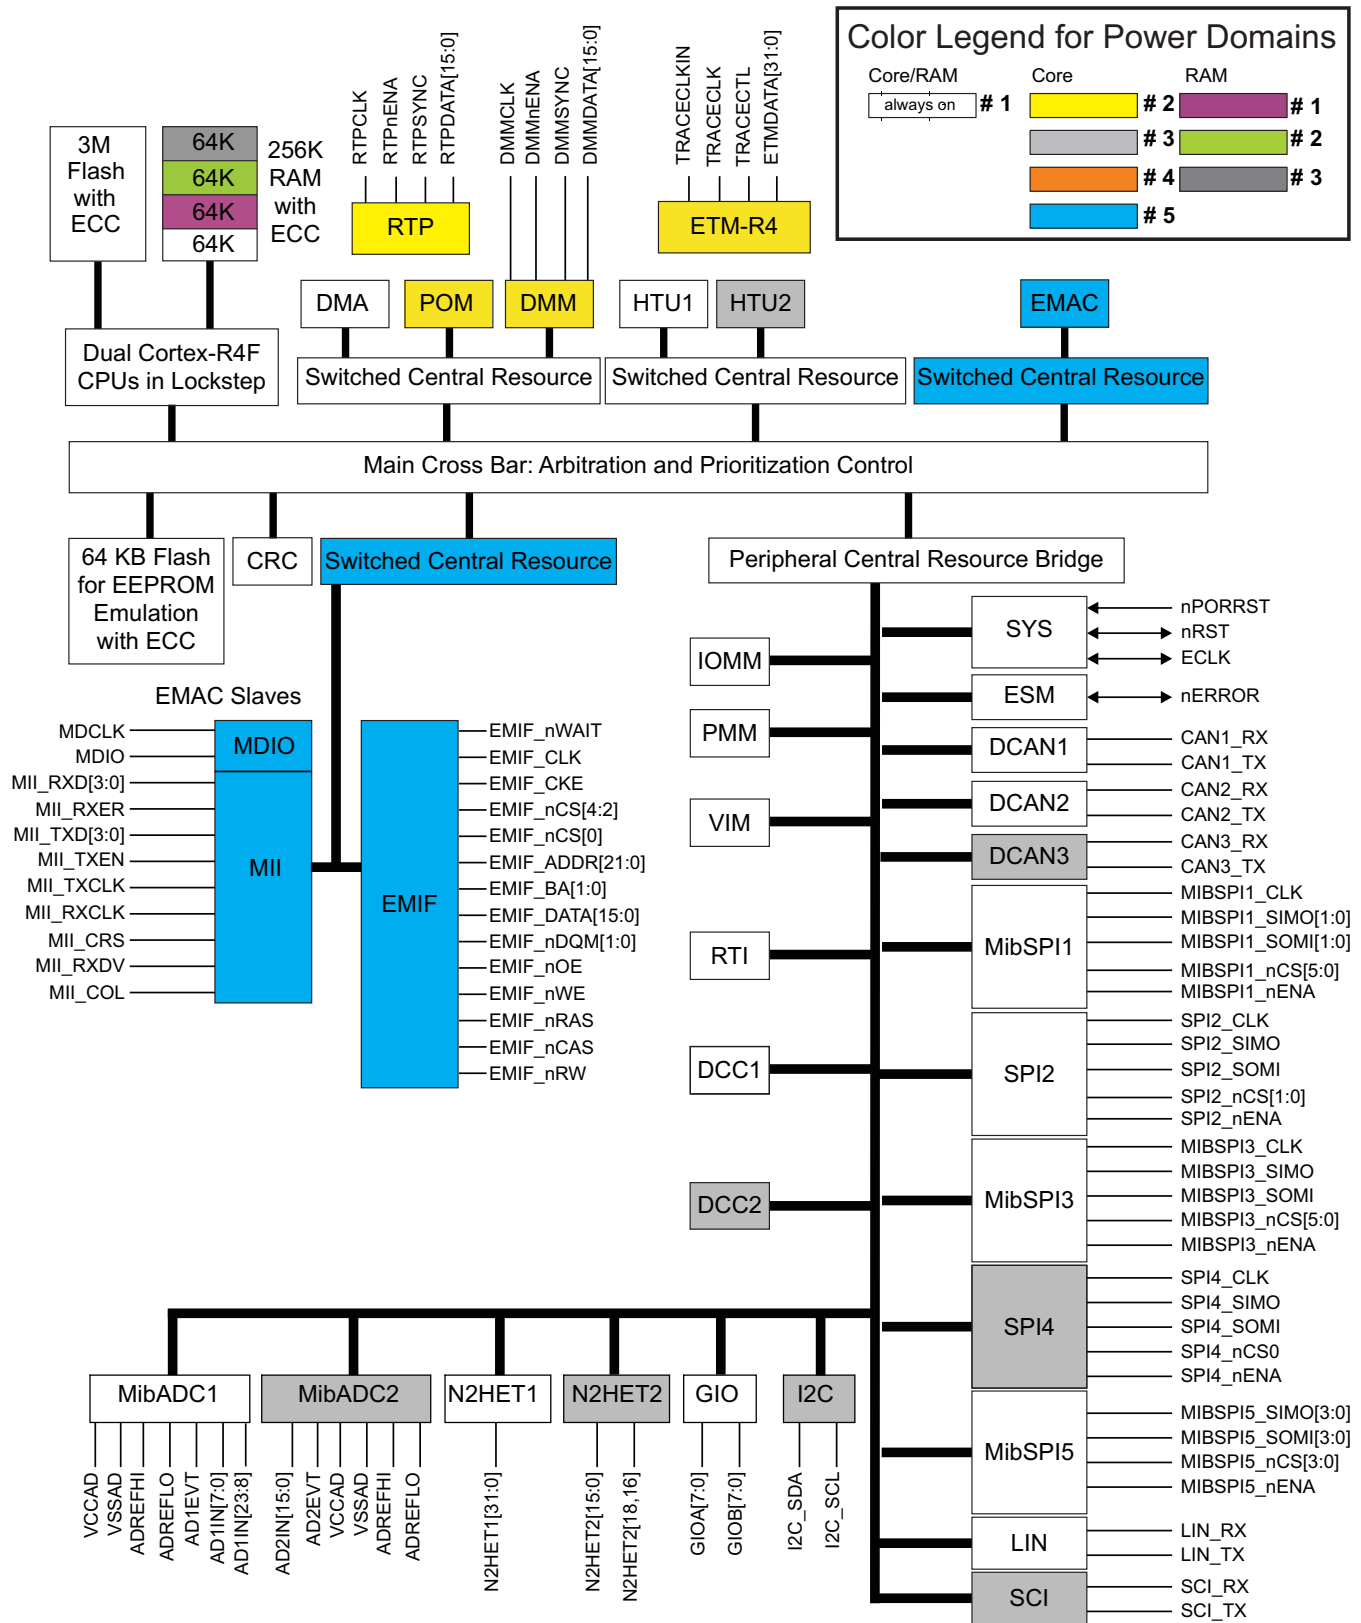 Color Legend for Power Domains
Core/RAM
Core
RAM
always on
# 1
# 2
# 1
# 3
# 2
# 4
# 3
# 5
3M
Flash
with
ECC
64K
64K
64K
64K
256K
RAM
with
ECC
RTPCLK
RTPnENA
RTPSYNC
RTPDATA[15:0]
RTP
DMMCLK
DMMnENA
DMMSYNC
DMMDATA[15:0]
TRACECLKIN
TRACECLK
TRACECTL
ETMDATA[31:0]
ETM-R4
DMA
POM
DMM
HTU1
HTU2
EMAC
Dual Cortex-R4F
CPUs in Lockstep
Switched Central Resource
Switched Central Resource
Switched Central Resource
Main Cross Bar: Arbitration and Prioritization Control
64 KB Flash
for EEPROM
Emulation
with ECC
CRC
Switched Central Resource
Peripheral Central Resource Bridge
EMAC Slaves
MDCLK
MDIO
MII_RXD[3:0]
MII_RXER
MII_TXD[3:0]
MII_TXEN
MII_TXCLK
MII_RXCLK
MII_CRS
MII_RXDV
MII_COL
MDIO
MII
EMIF
EMIF_nWAIT
EMIF_CLK
EMIF_CKE
EMIF_nCS[4:2]
EMIF_nCS[0]
EMIF_ADDR[21:0]
EMIF_BA[1:0]
EMIF_DATA[15:0]
EMIF_nDQM[1:0]
EMIF_nOE
EMIF_nWE
EMIF_nRAS
EMIF_nCAS
EMIF_nRW
IOMM
PMM
VIM
RTI
DCC1
DCC2
SYS
nPORRST
nRST
ECLK
ESM
nERROR
DCAN1
CAN1_RX
CAN1_TX
DCAN2
CAN2_RX
CAN2_TX
DCAN3
CAN3_RX
CAN3_TX
MibSPI1
MIBSPI1_CLK
MIBSPI1_SIMO[1:0]
MIBSPI1_SOMI[1:0]
MIBSPI1_nCS[5:0]
MIBSPI1_nENA
SPI2
SPI2_CLK
SPI2_SIMO
SPI2_SOMI
SPI2_nCS[1:0]
SPI2_nENA
MibSPI3
MIBSPI3_CLK
MIBSPI3_SIMO
MIBSPI3_SOMI
MIBSPI3_nCS[5:0]
MIBSPI3_nENA
SPI4
SPI4_CLK
SPI4_SIMO
SPI4_SOMI
SPI4_nCS0
SPI4_nENA
MibSPI5
MIBSPI5_SIMO[3:0]
MIBSPI5_SOMI[3:0]
MIBSPI5_nCS[3:0]
MIBSPI5_nENA
LIN
LIN_RX
LIN_TX
SCI
SCI_RX
SCI_TX
MibADC1
MibADC2
N2HET1
N2HET2
GIO
I2C
VCCAD
VSSAD
ADREFHI
ADREFLO
AD1EVT
AD1IN[7:0]
AD1IN[23:8]
AD2IN[15:0]
AD2EVT
VCCAD
VSSAD
ADREFHI
ADREFLO
N2HET1[31:0]
N2HET2[15:0]
N2HET2[18,16]
GIOA[7:0]
GIOB[7:0]
I2C_SDA
I2C_SCL